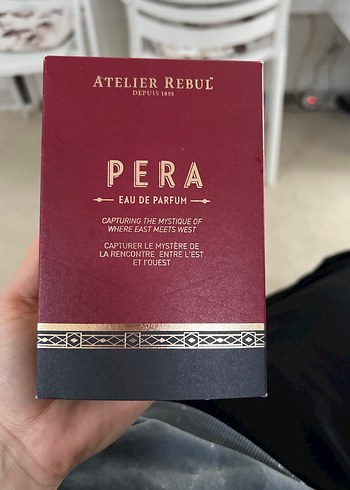 ATELIER REBUL
DEPUIS 1895
PERA
EAU DE PARFUM
CAPTURING THE MYSTIQUE OF
WHERE EAST MEETS WEST
CAPTURER LE MYSTÈRE DE
LA RENCONTRE ENTRE L'EST
ET l'OUEST